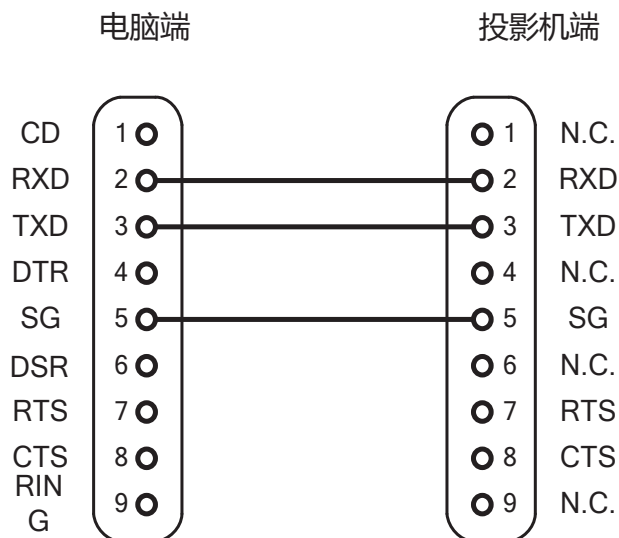 电脑端 投影机端
CD 1 1 N.C.
RXD 2 2 RXD
TXD 3 3 TXD
DTR 4 4 N.C.
SG 5 5 SG
DSR 6 6 N.C.
RTS 7 7 RTS
CTS 8 8 CTS
RIN
G 9 9 N.C.